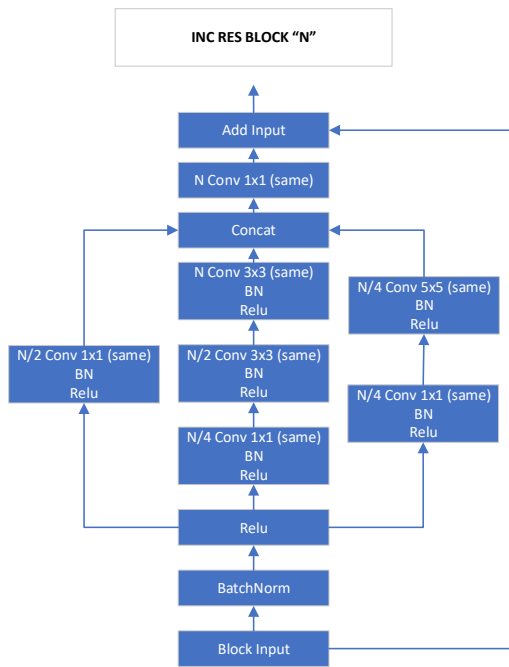 INC RES BLOCK “N”
Add Input
N Conv 1x1 (same)
Concat
N Conv 3x3 (same)
BN
Relu
N/4 Conv 5x5 (same)
BN
Relu
N/2 Conv 1x1 (same)
BN
Relu
N/2 Conv 3x3 (same)
BN
Relu
N/4 Conv 1x1 (same)
BN
Relu
N/4 Conv 1x1 (same)
BN
Relu
Relu
BatchNorm
Block Input